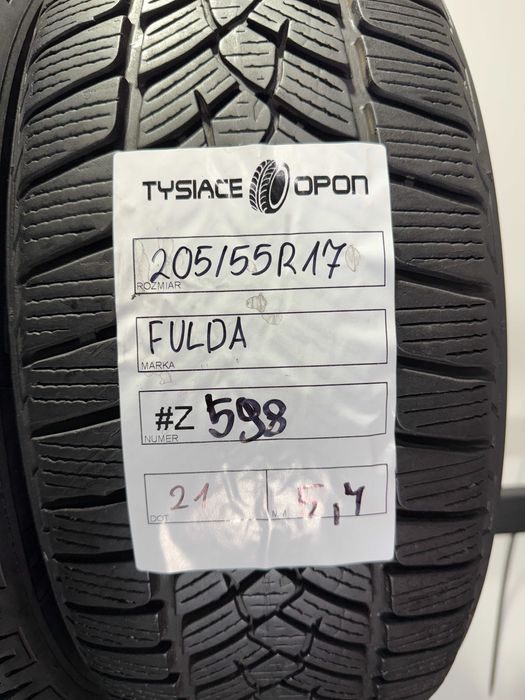 TYSIACE OPON
205/55R17
ROZMIAR
FULDA
MARKA
#Z 598
NUMER
21 5,4
DOT